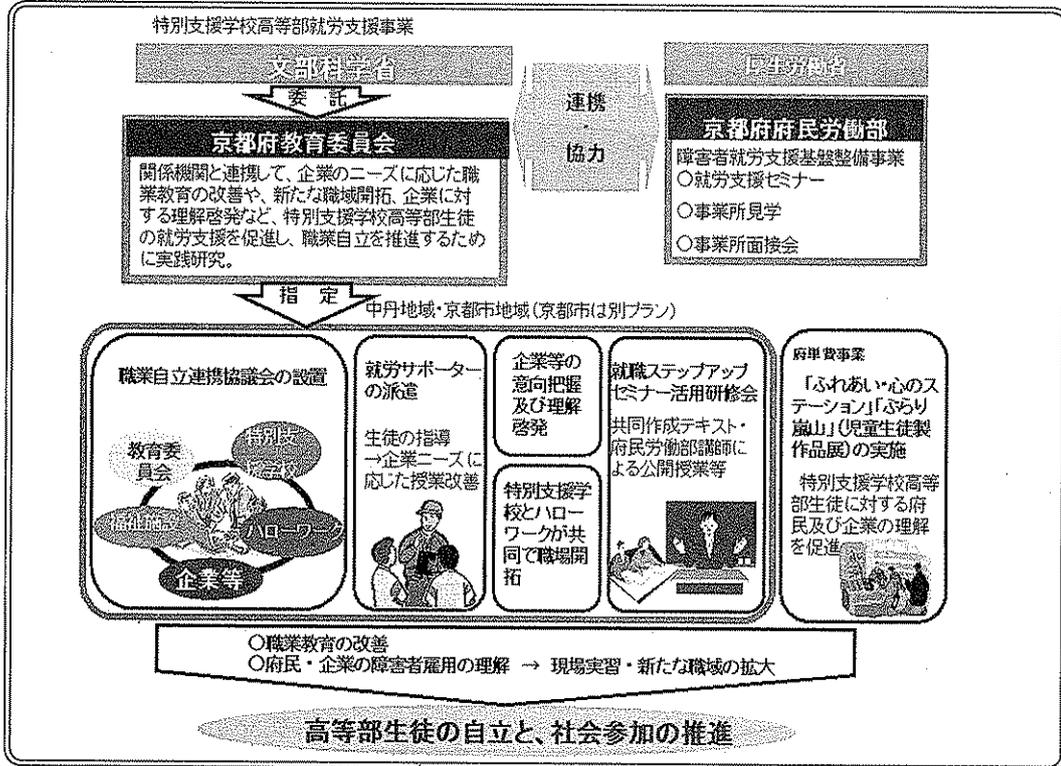 特別支援学校高等部就労支援事業
文部科学省
委　託
京都府教育委員会
関係機関と連携して、企業のニーズに応じた職
業教育の改善や、新たな職域開拓、企業に対
する理解啓発など、特別支援学校高等部生徒
の就労支援を促進し、職業自立を推進するため
に実践研究。
連携
・
協力
厚生労働省
京都府府民労働部
障害者就労支援基盤整備事業
○就労支援セミナー
○事業所見学
○事業所面接会
指　定
中丹地域・京都市地域(京都市は別プラン)
職業自立連携協議会の設置
教育委
員会
特別支
援学校
福祉施設
ハローワーク
企業等
就労サポーター
の派遣
生徒の指導
→企業ニーズに
応じた授業改善
企業等の
意向把握
及び理解
啓発
特別支援学
校とハロー
ワークが共
同で職場開
拓
就職ステップアップ
セミナー活用研修会
共同作成テキスト・
府民労働部講師に
よる公開授業等
府単費事業
「ふれあい・心のス
テーション」「ぶらり
嵐山」(児童生徒製
作品展)の実施
特別支援学校高等
部生徒に対する府
民及び企業の理解
を促進
○職業教育の改善
○府民・企業の障害者雇用の理解　→　現場実習・新たな職域の拡大
高等部生徒の自立と、社会参加の推進